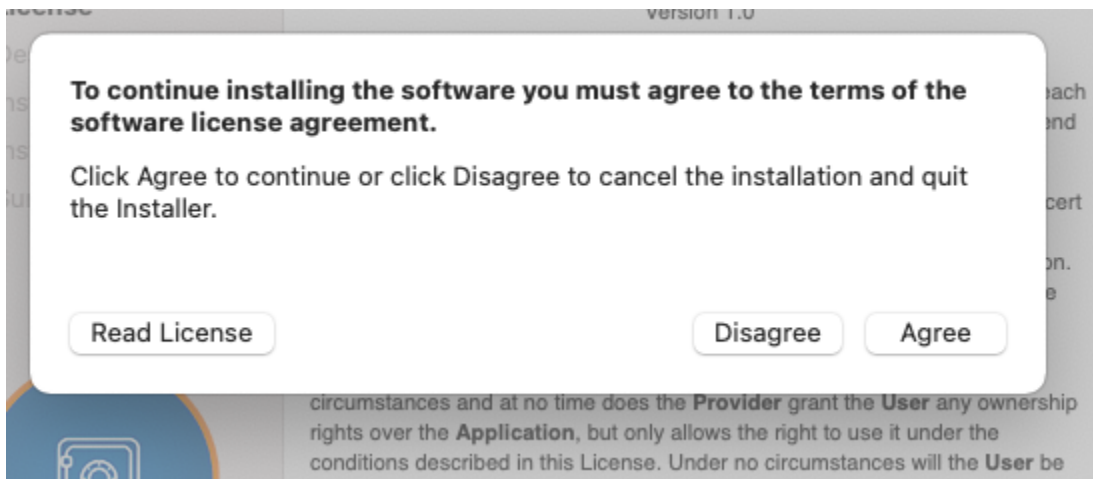 Version 1.0
To continue installing the software you must agree to the terms of the
software license agreement.
Click Agree to continue or click Disagree to cancel the installation and quit
the Installer.
Read License
Disagree
Agree
each
cert
circumstances and at no time does the Provider grant the User any ownership
rights over the Application, but only allows the right to use it under the
conditions described in this License. Under no circumstances will the User be